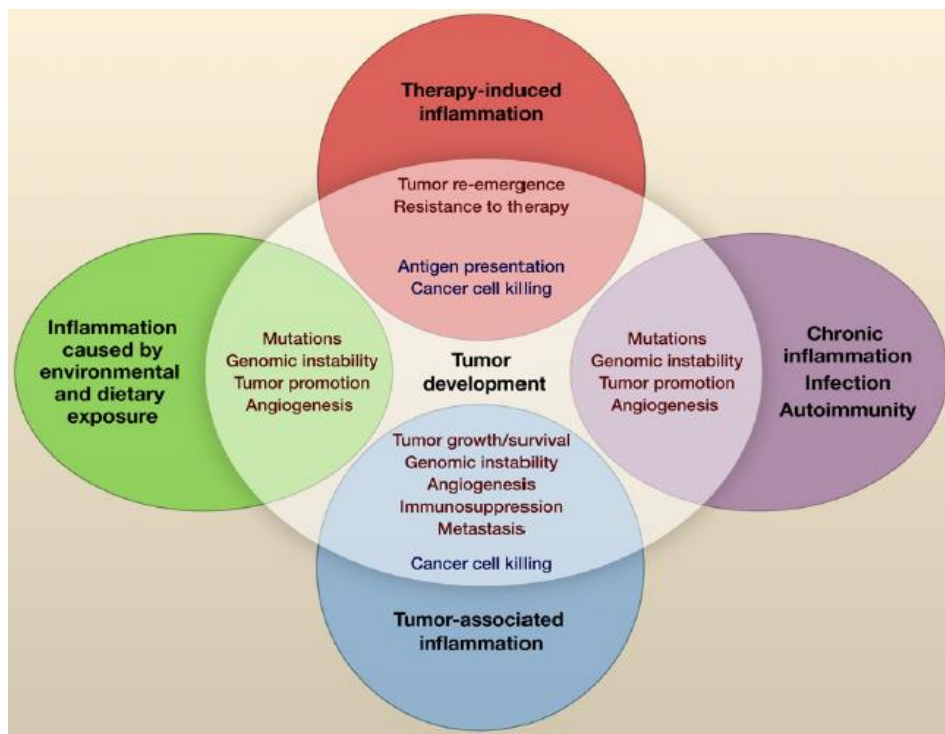 Therapy-induced
inflammation
Tumor re-emergence
Resistance to therapy
Antigen presentation
Cancer cell killing
Inflammation
caused by
environmental
and dietary
exposure
Mutations
Genomic instability
Tumor promotion
Angiogenesis
Tumor
development
Mutations
Genomic instability
Tumor promotion
Angiogenesis
Chronic
inflammation
Infection
Autoimmunity
Tumor growth/survival
Genomic instability
Angiogenesis
Immunosuppression
Metastasis
Cancer cell killing
Tumor-associated
inflammation